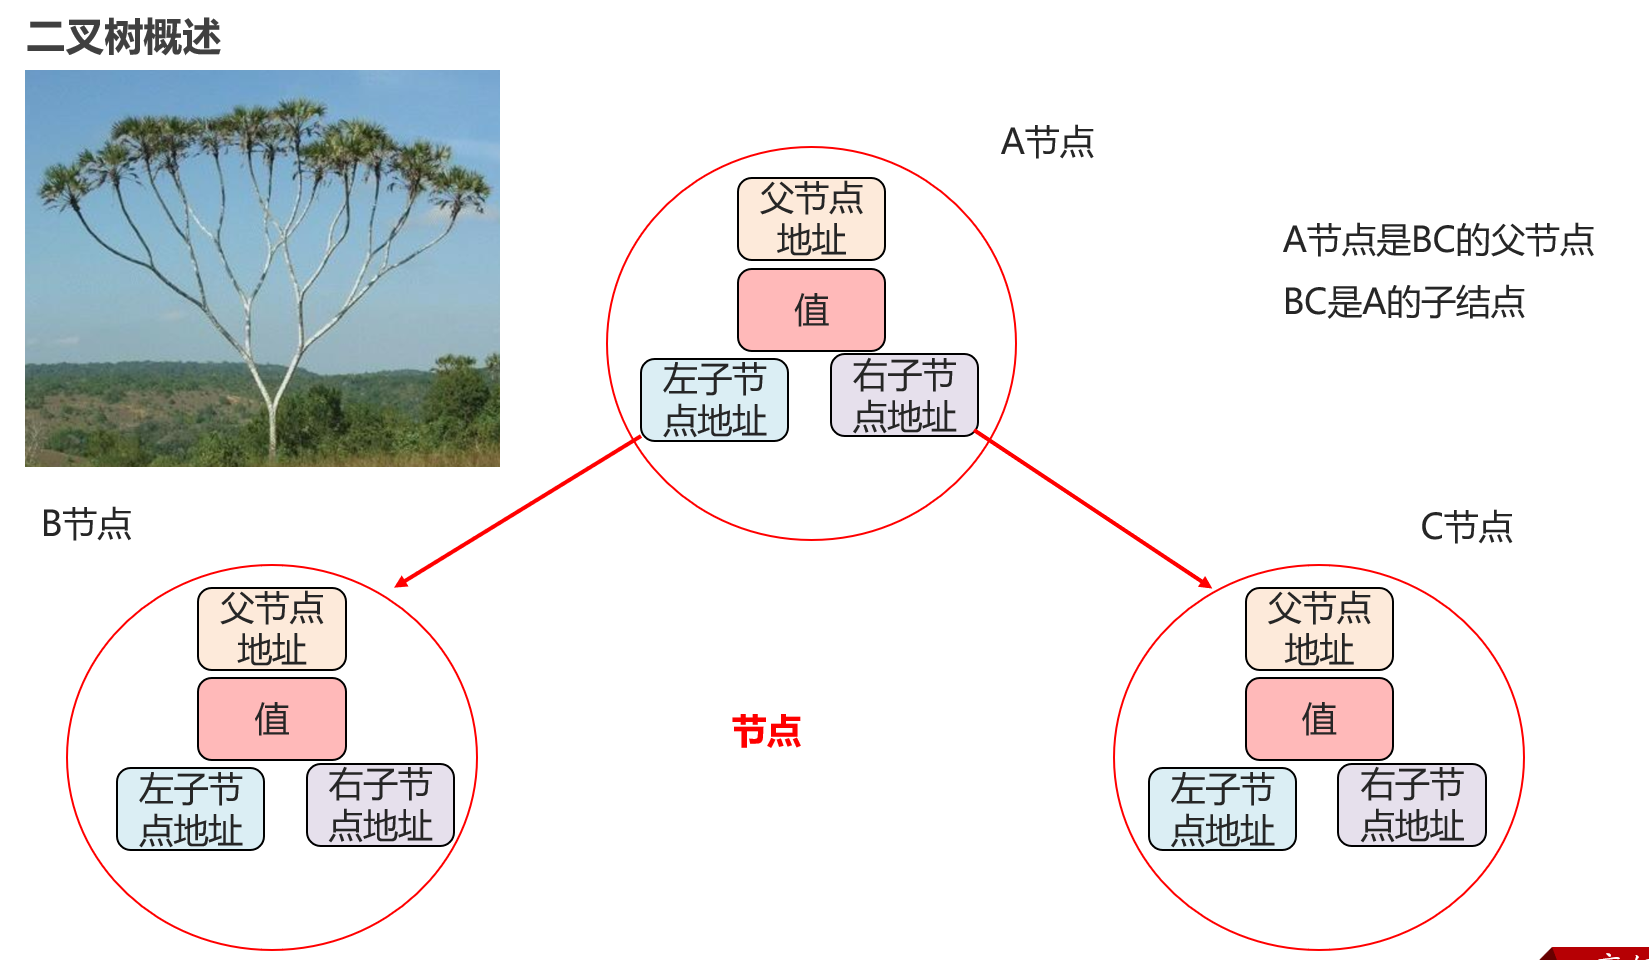 二叉树概述
A节点
父节点
地址
值
左子节
点地址
右子节
点地址
A节点是BC的父节点
BC是A的子结点
B节点
父节点
地址
值
左子节
点地址
右子节
点地址
节点
C节点
父节点
地址
值
左子节
点地址
右子节
点地址